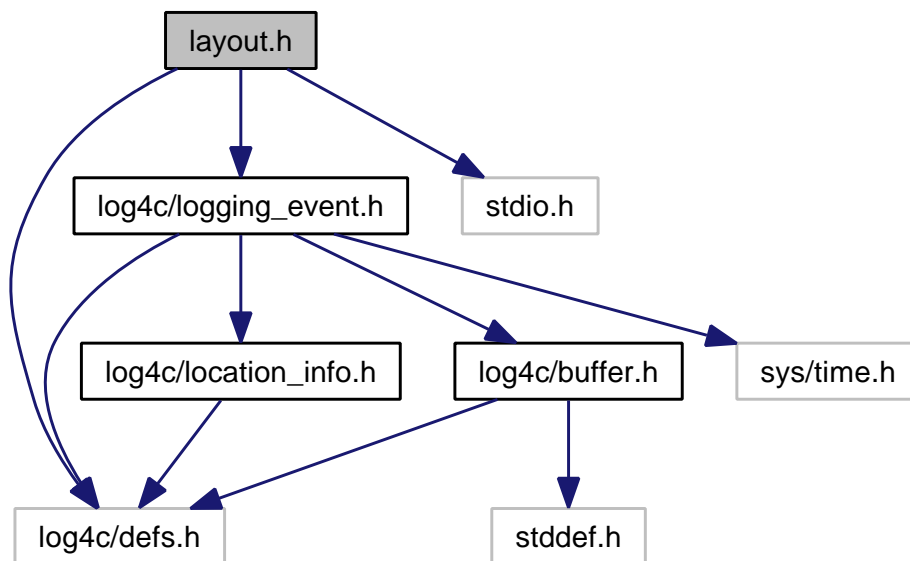 layout.h
log4c/logging_event.h
stdio.h
log4c/location_info.h
log4c/buffer.h
sys/time.h
log4c/defs.h
stddef.h